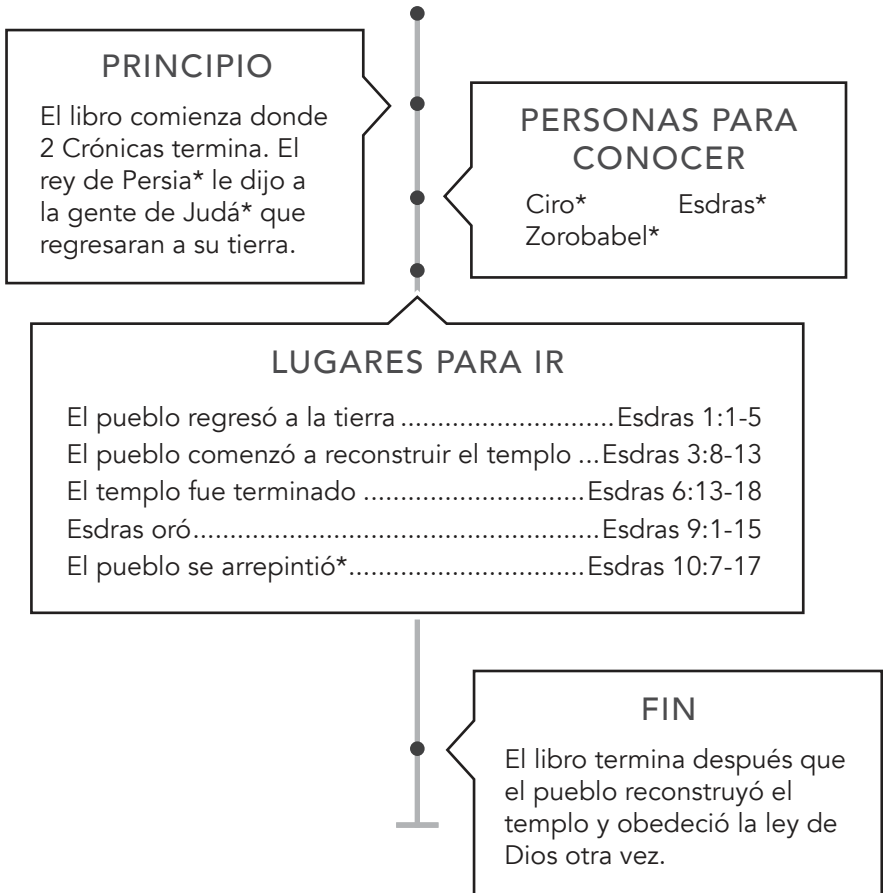 PRINCIPIO
El libro comienza donde
2 Crónicas termina. El
rey de Persia* le dijo a
la gente de Judá* que
regresaran a su tierra.
PERSONAS PARA
CONOCER
Ciro* Esdras*
Zorobabel*
LUGARES PARA IR
El pueblo regresó a la tierra .............................Esdras 1:1-5
El pueblo comenzó a reconstruir el templo ...Esdras 3:8-13
El templo fue terminado ..............................Esdras 6:13-18
Esdras oró.......................................................Esdras 9:1-15
El pueblo se arrepintió*................................Esdras 10:7-17
FIN
El libro termina después que
el pueblo reconstruyó el
templo y obedeció la ley de
Dios otra vez.